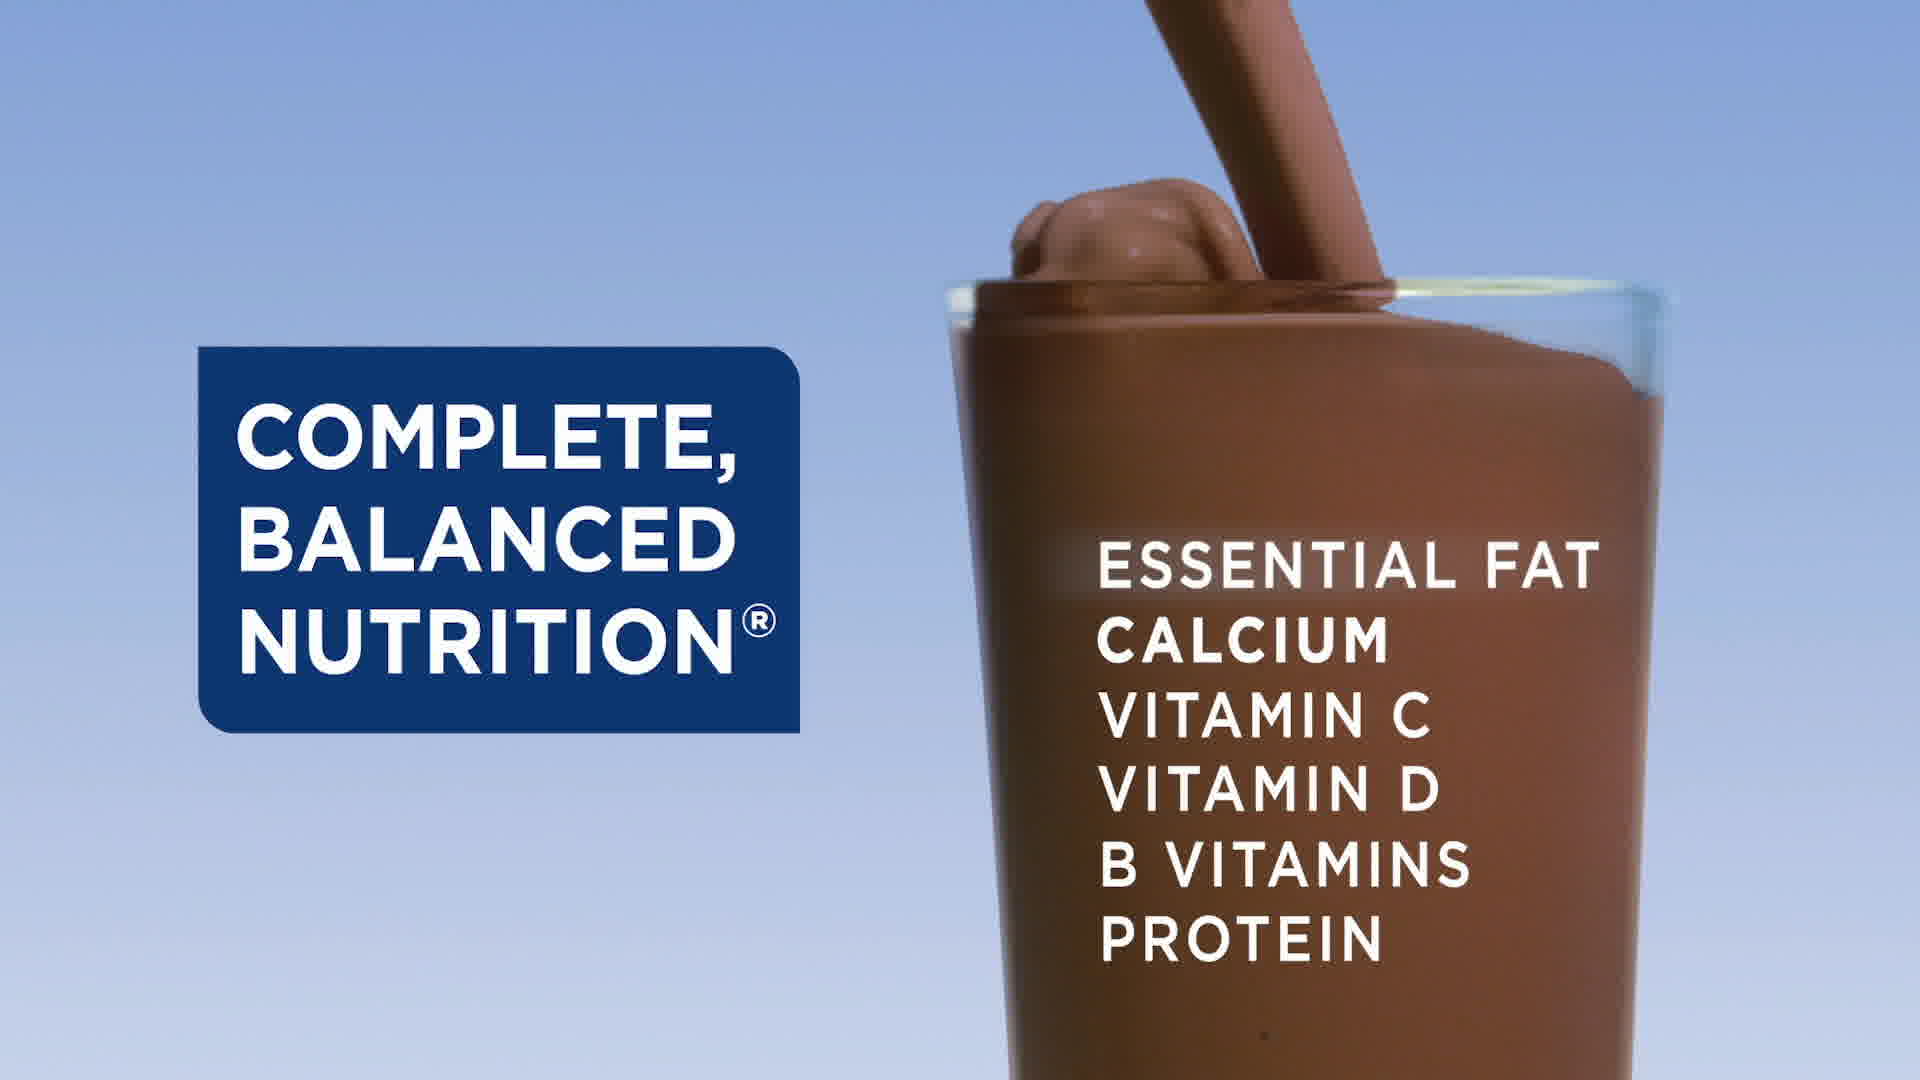 COMPLETE,
BALANCED
NUTRITION®
ESSENTIAL FAT
CALCIUM
VITAMIN C
VITAMIN D
B VITAMINS
PROTEIN